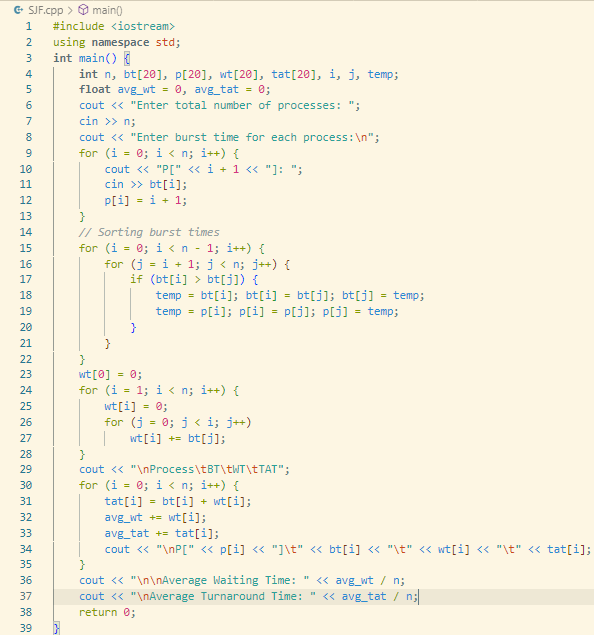 SJF.cpp > main()
1 #include <iostream>
2 using namespace std;
3 int main() {
4     int n, bt[20], p[20], wt[20], tat[20], i, j, temp;
5     float avg_wt = 0, avg_tat = 0;
6     cout << "Enter total number of processes: ";
7     cin >> n;
8     cout << "Enter burst time for each process:\n";
9     for (i = 0; i < n; i++) {
10         cout << "P[" << i + 1 << "]: ";
11         cin >> bt[i];
12         p[i] = i + 1;
13     }
14     // Sorting burst times
15     for (i = 0; i < n - 1; i++) {
16         for (j = i + 1; j < n; j++) {
17             if (bt[i] > bt[j]) {
18                 temp = bt[i]; bt[i] = bt[j]; bt[j] = temp;
19                 temp = p[i]; p[i] = p[j]; p[j] = temp;
20             }
21         }
22     }
23     wt[0] = 0;
24     for (i = 1; i < n; i++) {
25         wt[i] = 0;
26         for (j = 0; j < i; j++)
27             wt[i] += bt[j];
28     }
29     cout << "\nProcess\tBT\tWT\tTAT";
30     for (i = 0; i < n; i++) {
31         tat[i] = bt[i] + wt[i];
32         avg_wt += wt[i];
33         avg_tat += tat[i];
34         cout << "\nP[" << p[i] << "]\t" << bt[i] << "\t" << wt[i] << "\t" << tat[i];
35     }
36     cout << "\n\nAverage Waiting Time: " << avg_wt / n;
37     cout << "\nAverage Turnaround Time: " << avg_tat / n;
38     return 0;
39 }